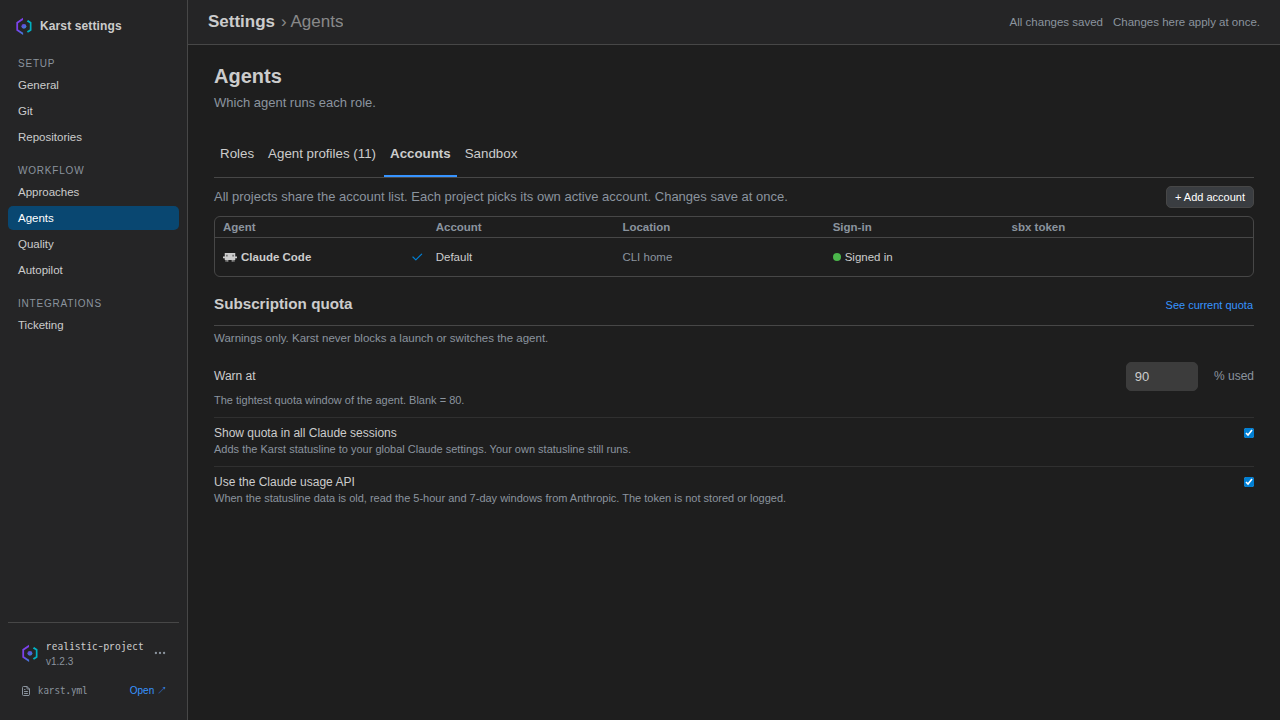 Karst settings
Settings › Agents
All changes saved Changes here apply at once.
SETUP
General
Git
Repositories
WORKFLOW
Approaches
Agents
Quality
Autopilot
INTEGRATIONS
Ticketing
realistic-project
v1.2.3
karst.yml Open ↗
Agents
Which agent runs each role.
Roles Agent profiles (11) Accounts Sandbox
All projects share the account list. Each project picks its own active account. Changes save at once.
+ Add account
Agent Account Location Sign-in sbx token
Claude Code Default CLI home Signed in
Subscription quota
See current quota
Warnings only. Karst never blocks a launch or switches the agent.
Warn at 90 % used
The tightest quota window of the agent. Blank = 80.
Show quota in all Claude sessions
Adds the Karst statusline to your global Claude settings. Your own statusline still runs.
Use the Claude usage API
When the statusline data is old, read the 5-hour and 7-day windows from Anthropic. The token is not stored or logged.